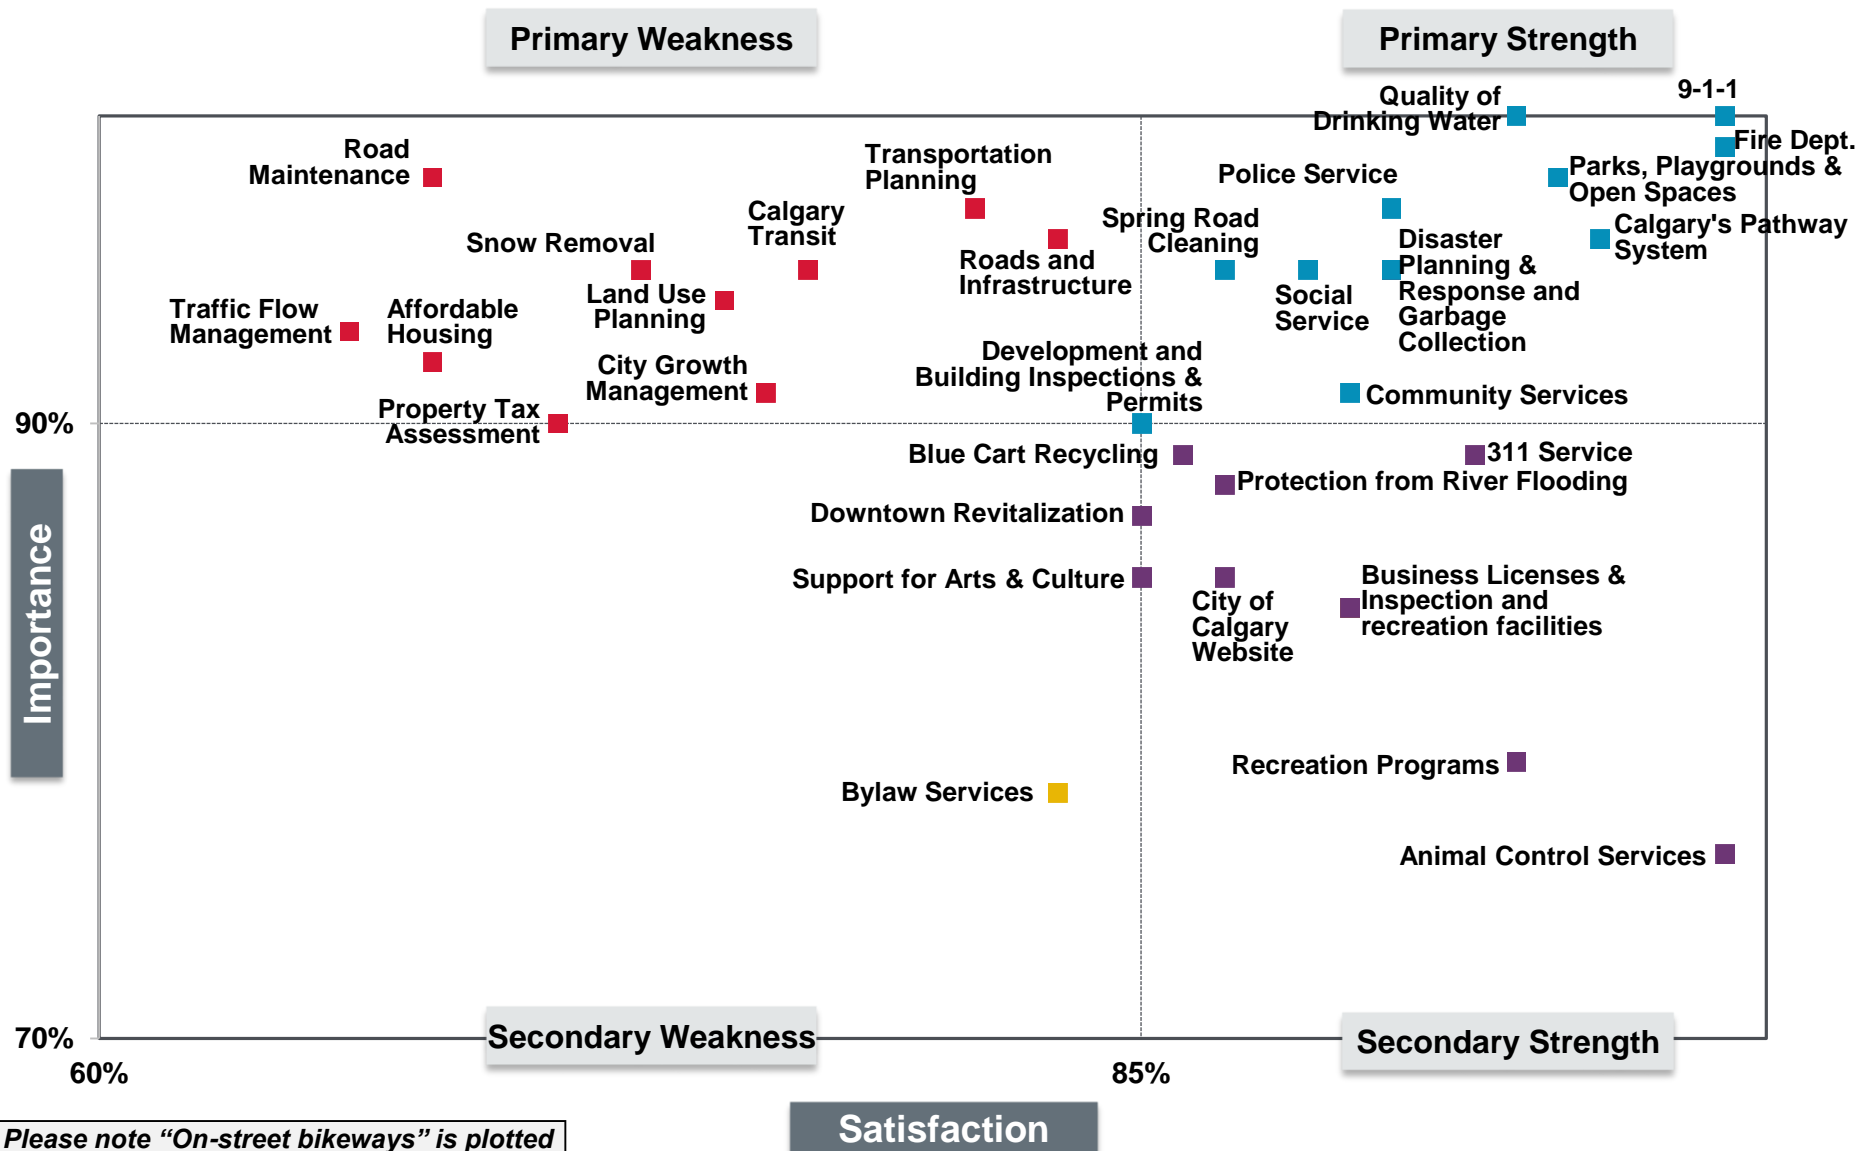 Primary Weakness
Primary Strength
9-1-1
Quality of
Drinking Water
Fire Dept.
Road
Maintenance
Transportation
Planning
Police Service
Parks, Playgrounds &
Open Spaces
Calgary
Transit
Spring Road
Cleaning
Calgary's Pathway
System
Snow Removal
Roads and
Infrastructure
Disaster
Planning &
Response and
Garbage
Collection
Land Use
Planning
Social
Service
Traffic Flow
Management
Affordable
Housing
City Growth
Management
Development and
Building Inspections &
Permits
Community Services
Property Tax
Assessment
90%
Blue Cart Recycling
311 Service
Protection from River Flooding
Downtown Revitalization
Support for Arts & Culture
City of
Calgary
Website
Business Licenses &
Inspection and
recreation facilities
Importance
Recreation Programs
Bylaw Services
Animal Control Services
70%
Secondary Weakness
Secondary Strength
60%
85%
Satisfaction
Please note “On-street bikeways” is plotted